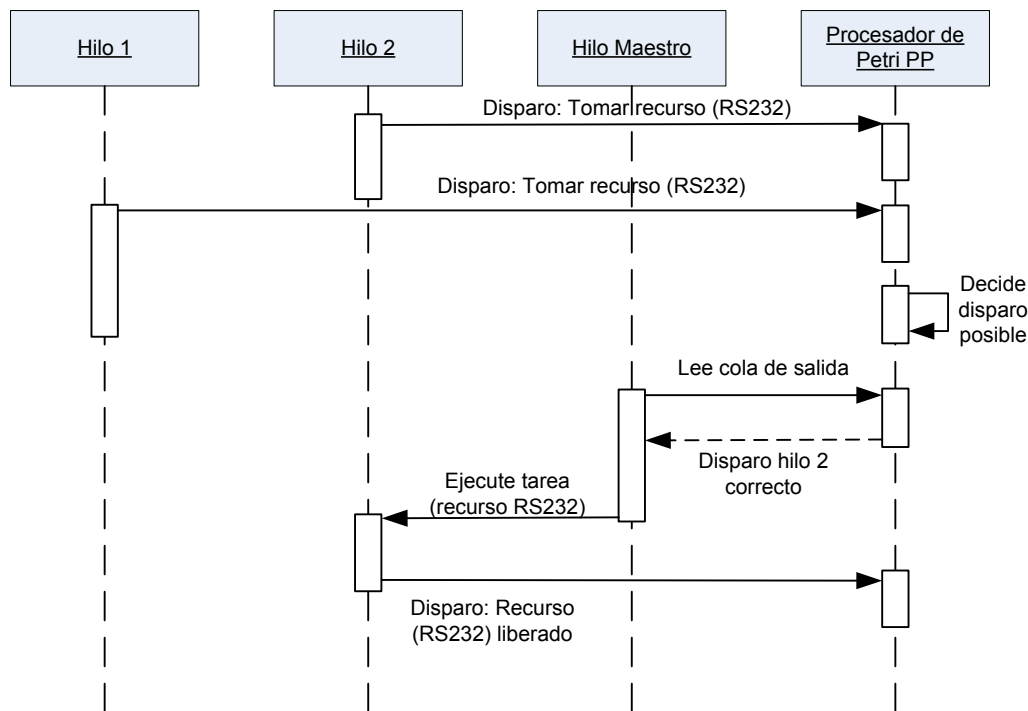 Hilo 1
Hilo 2
Hilo Maestro
Procesador de
Petri PP
Disparo: Tomar recurso (RS232)
Disparo: Tomar recurso (RS232)
Decide
disparo
posible
Lee cola de salida
Disparo hilo 2
correcto
Ejecute tarea
(recurso RS232)
Disparo: Recurso
(RS232) liberado